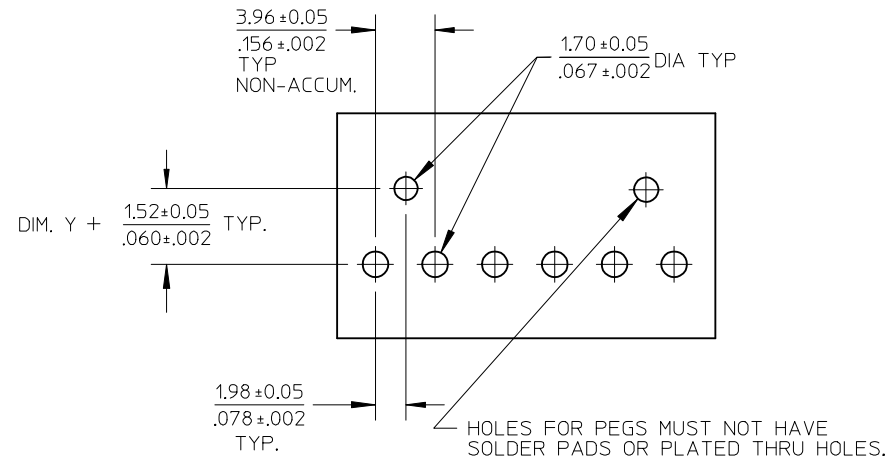 3.96±0.05
.156±.002
TYP
NON-ACCUM.
1.70±0.05
.067±.002 DIA TYP
DIM. Y + 1.52±0.05
.060±.002 TYP.
1.98±0.05
.078±.002
TYP.
HOLES FOR PEGS MUST NOT HAVE
SOLDER PADS OR PLATED THRU HOLES.